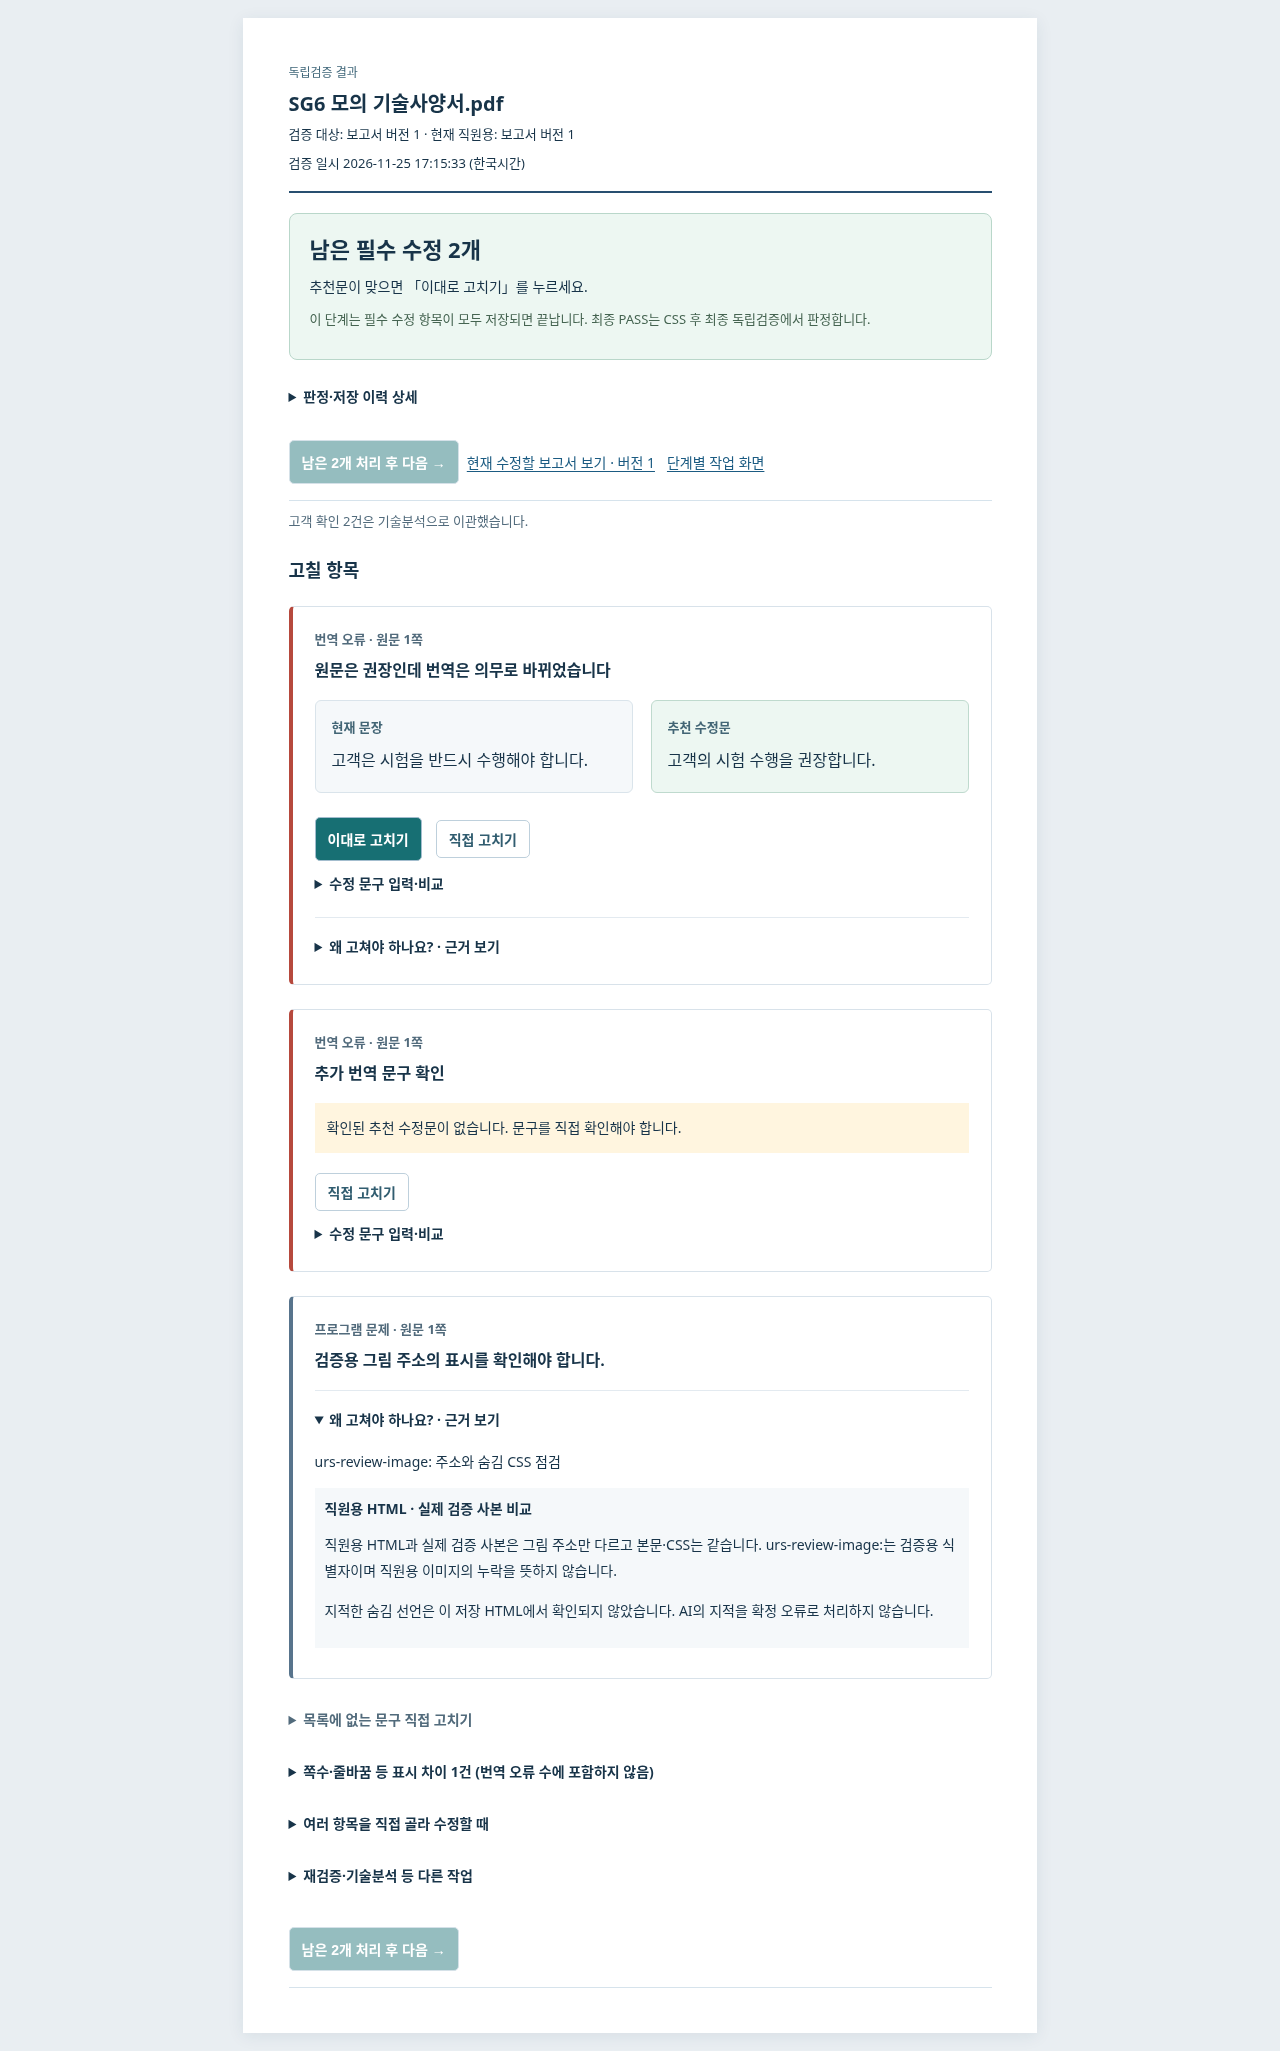 독립검증 결과
SG6 모의 기술사양서.pdf
검증 대상: 보고서 버전 1 · 현재 직원용: 보고서 버전 1
검증 일시 2026-11-25 17:15:33 (한국시간)
남은 필수 수정 2개
추천문이 맞으면 「이대로 고치기」를 누르세요.
이 단계는 필수 수정 항목이 모두 저장되면 끝납니다. 최종 PASS는 CSS 후 최종 독립검증에서 판정합니다.
▶ 판정·저장 이력 상세
남은 2개 처리 후 다음 → 현재 수정할 보고서 보기 · 버전 1 단계별 작업 화면
고객 확인 2건은 기술분석으로 이관했습니다.
고칠 항목
번역 오류 · 원문 1쪽
원문은 권장인데 번역은 의무로 바뀌었습니다
현재 문장
고객은 시험을 반드시 수행해야 합니다.
추천 수정문
고객의 시험 수행을 권장합니다.
이대로 고치기 직접 고치기
▶ 수정 문구 입력·비교
▶ 왜 고쳐야 하나요? · 근거 보기
번역 오류 · 원문 1쪽
추가 번역 문구 확인
확인된 추천 수정문이 없습니다. 문구를 직접 확인해야 합니다.
직접 고치기
▶ 수정 문구 입력·비교
프로그램 문제 · 원문 1쪽
검증용 그림 주소의 표시를 확인해야 합니다.
▼ 왜 고쳐야 하나요? · 근거 보기
urs-review-image: 주소와 숨김 CSS 점검
직원용 HTML · 실제 검증 사본 비교
직원용 HTML과 실제 검증 사본은 그림 주소만 다르고 본문·CSS는 같습니다. urs-review-image:는 검증용 식
별자이며 직원용 이미지의 누락을 뜻하지 않습니다.
지적한 숨김 선언은 이 저장 HTML에서 확인되지 않았습니다. AI의 지적을 확정 오류로 처리하지 않습니다.
▶ 목록에 없는 문구 직접 고치기
▶ 쪽수·줄바꿈 등 표시 차이 1건 (번역 오류 수에 포함하지 않음)
▶ 여러 항목을 직접 골라 수정할 때
▶ 재검증·기술분석 등 다른 작업
남은 2개 처리 후 다음 →